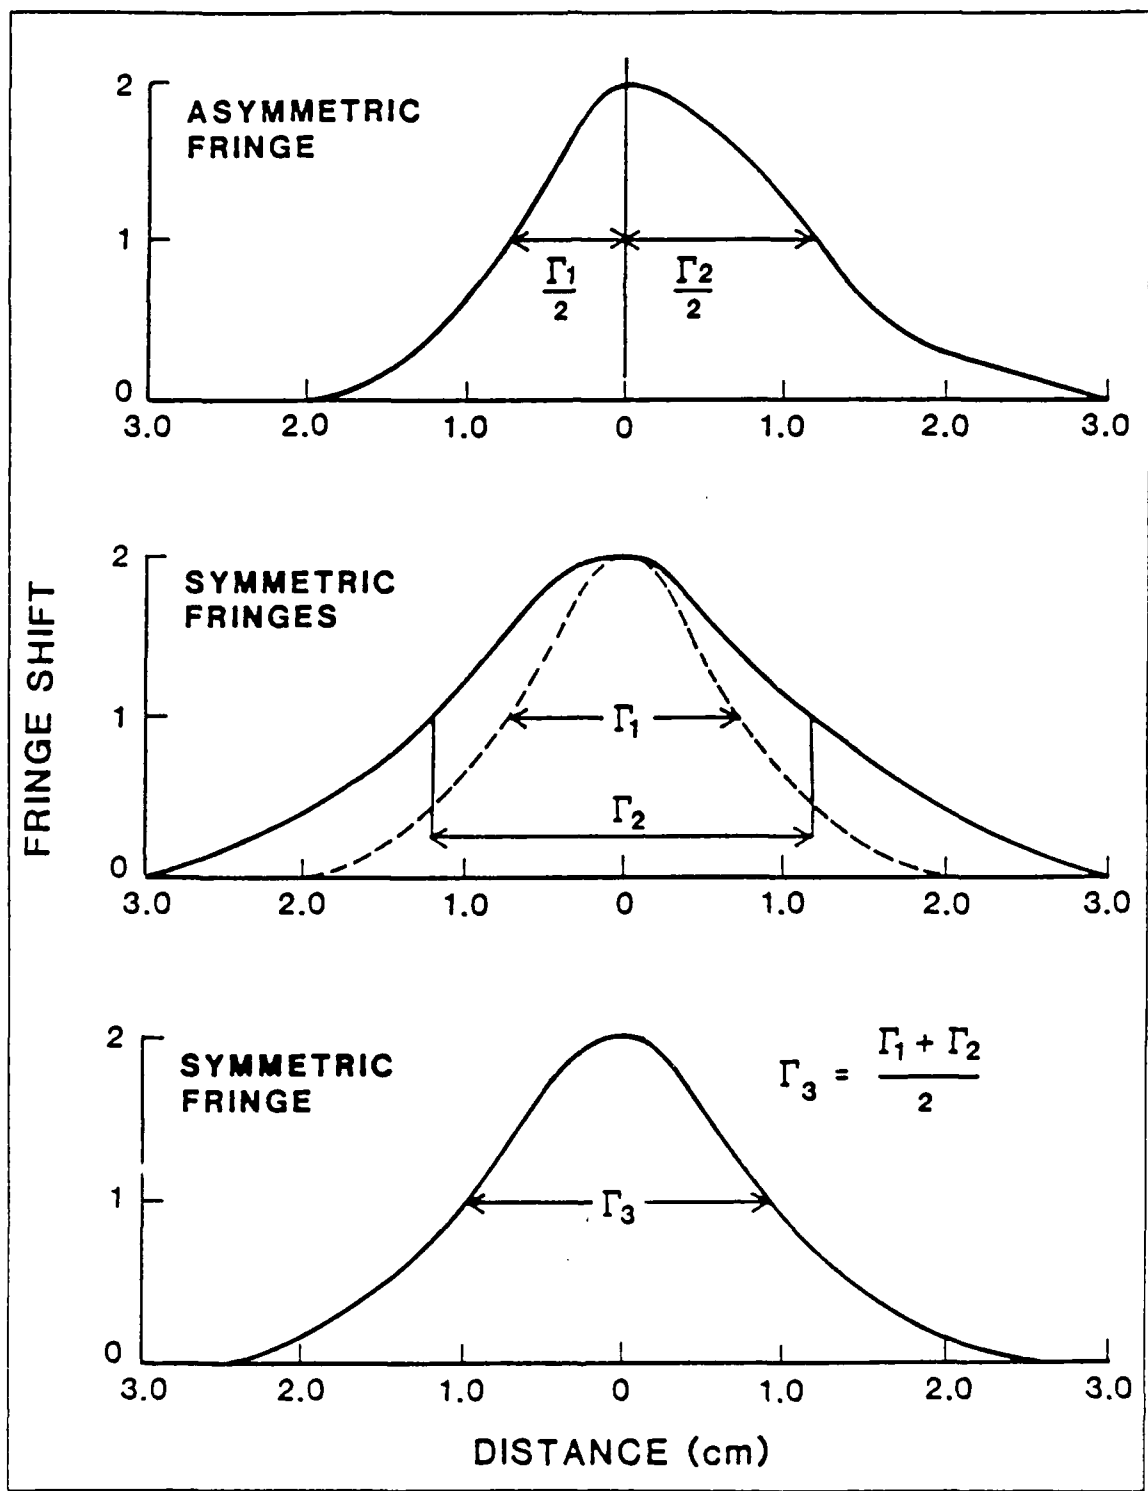 2
ASYMMETRIC
FRINGE
1
Γ1/2
Γ2/2
0
3.0 2.0 1.0 0 1.0 2.0 3.0
FRINGE SHIFT
2
SYMMETRIC
FRINGES
1
Γ1
Γ2
0
3.0 2.0 1.0 0 1.0 2.0 3.0
2
SYMMETRIC
FRINGE
Γ3 = Γ1 + Γ2 / 2
1
Γ3
0
3.0 2.0 1.0 0 1.0 2.0 3.0
DISTANCE (cm)